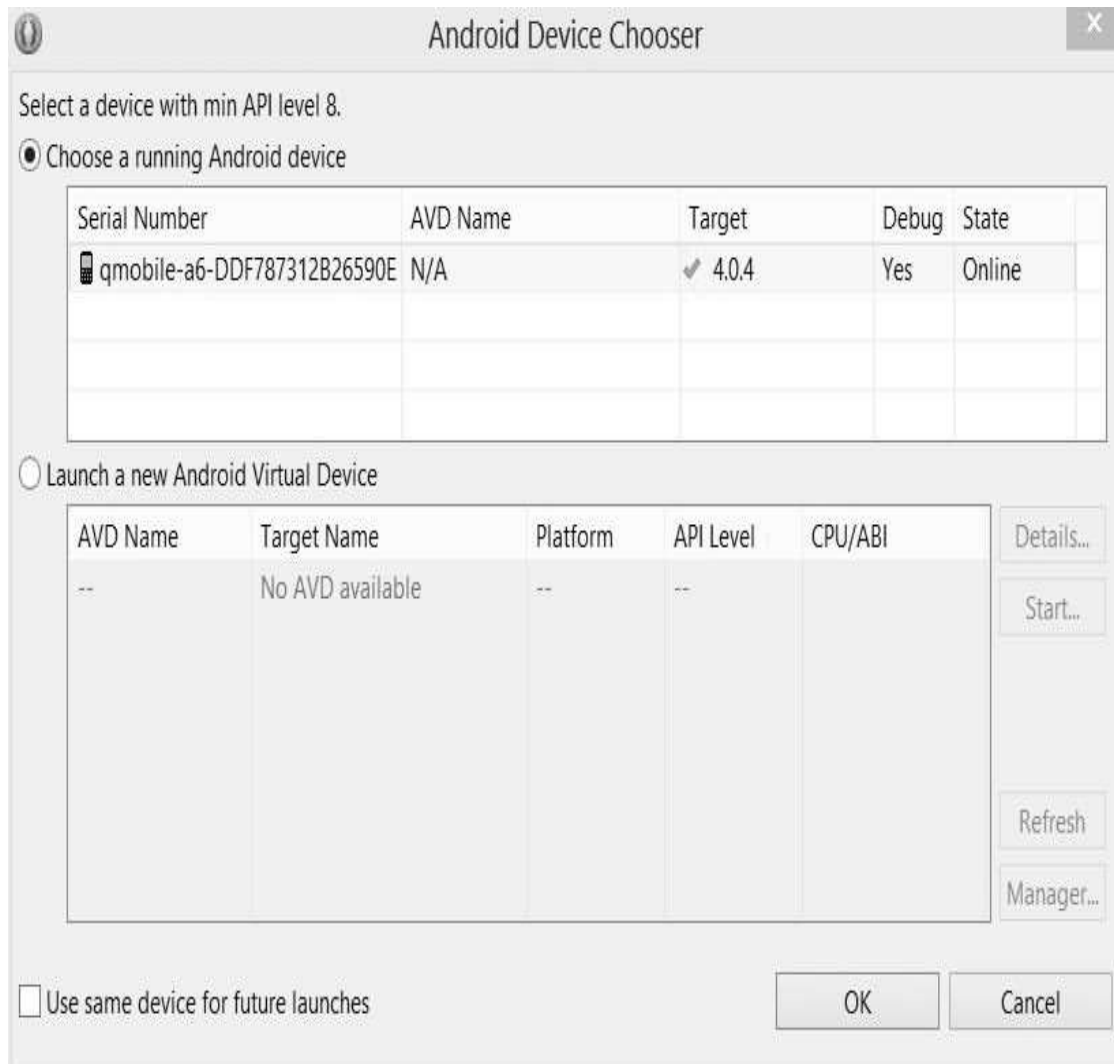 Android Device Chooser
X
Select a device with min API level 8.
Choose a running Android device
Serial Number AVD Name Target Debug State
qmobile-a6-DDF787312B26590E N/A 4.0.4 Yes Online
Launch a new Android Virtual Device
AVD Name Target Name Platform API Level CPU/ABI
Details...
-- No AVD available -- --
Start...
Refresh
Manager...
Use same device for future launches
OK Cancel